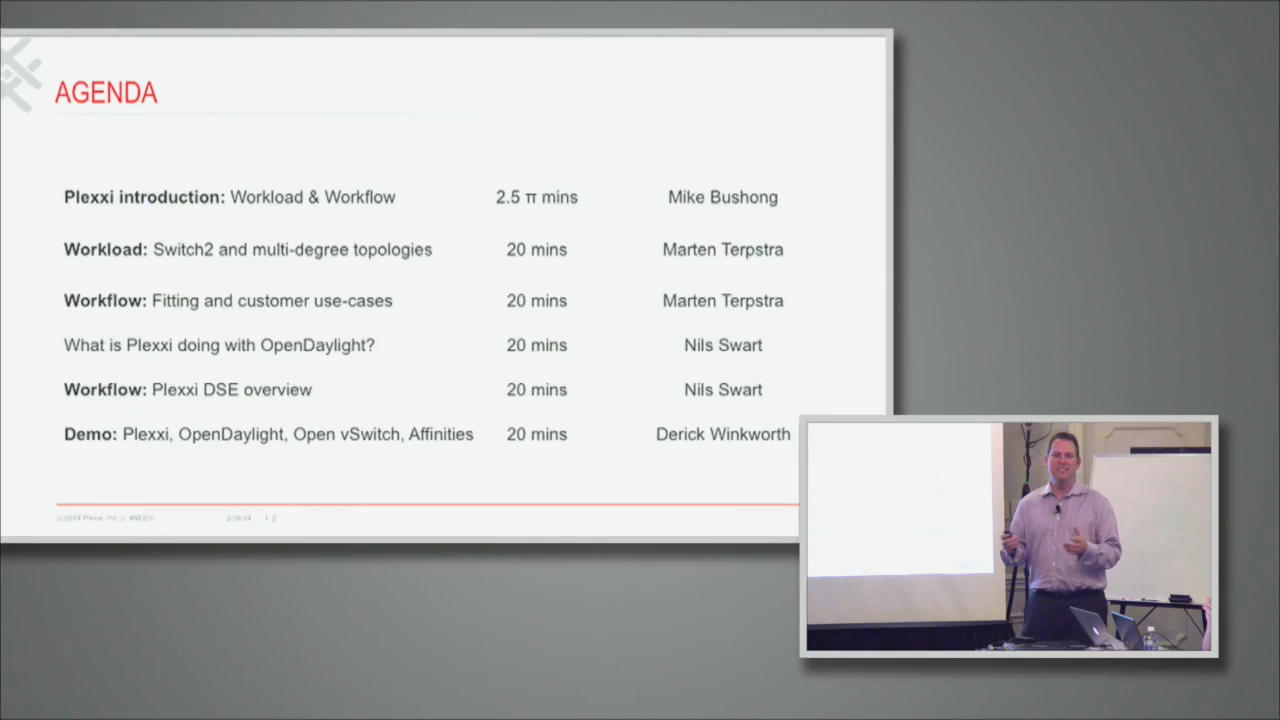 AGENDA
Plexxi introduction: Workload & Workflow 2.5 π mins Mike Bushong
Workload: Switch2 and multi-degree topologies 20 mins Marten Terpstra
Workflow: Fitting and customer use-cases 20 mins Marten Terpstra
What is Plexxi doing with OpenDaylight? 20 mins Nils Swart
Workflow: Plexxi DSE overview 20 mins Nils Swart
Demo: Plexxi, OpenDaylight, Open vSwitch, Affinities 20 mins Derick Winkworth